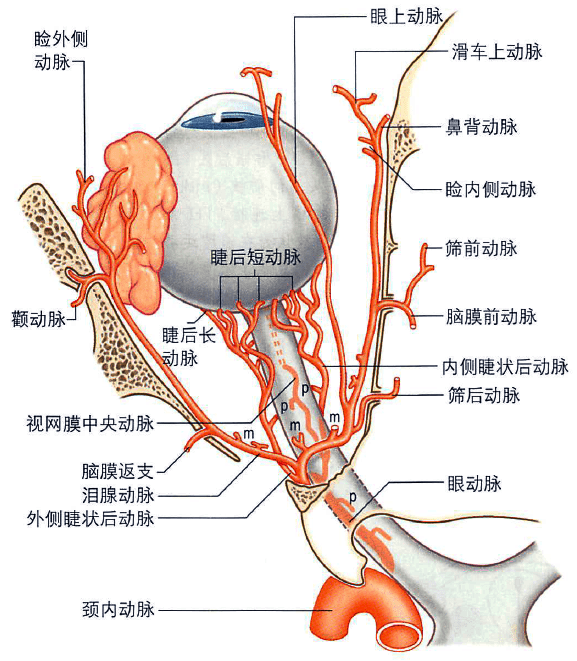 眼上动脉
睑外侧
动脉
滑车上动脉
鼻背动脉
睑内侧动脉
睫后短动脉
筛前动脉
颧动脉
睫后长
动脉
脑膜前动脉
内侧睫状后动脉
筛后动脉
p
p
m
m
m
视网膜中央动脉
脑膜返支
泪腺动脉
外侧睫状后动脉
眼动脉
p
颈内动脉